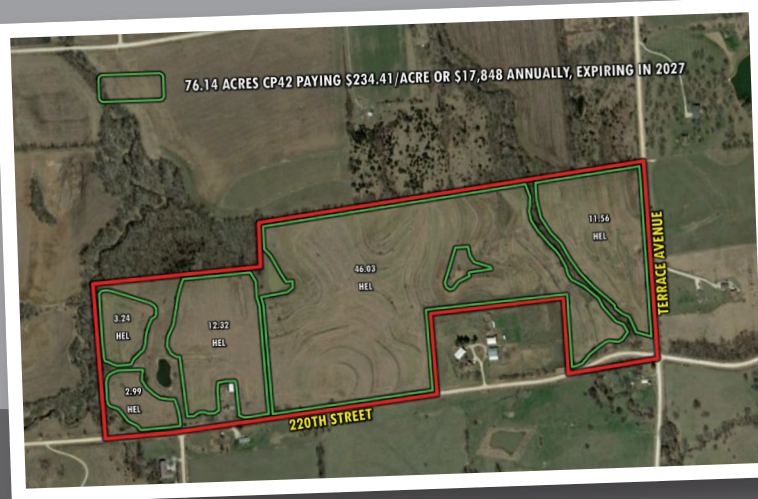 76.14 ACRES CP42 PAYING $234.41/ACRE OR $17,848 ANNUALLY, EXPIRING IN 2027
11.56
HEL
TERRACE AVENUE
46.03
HEL
3.24
HEL
12.32
HEL
2.99
HEL
220TH STREET